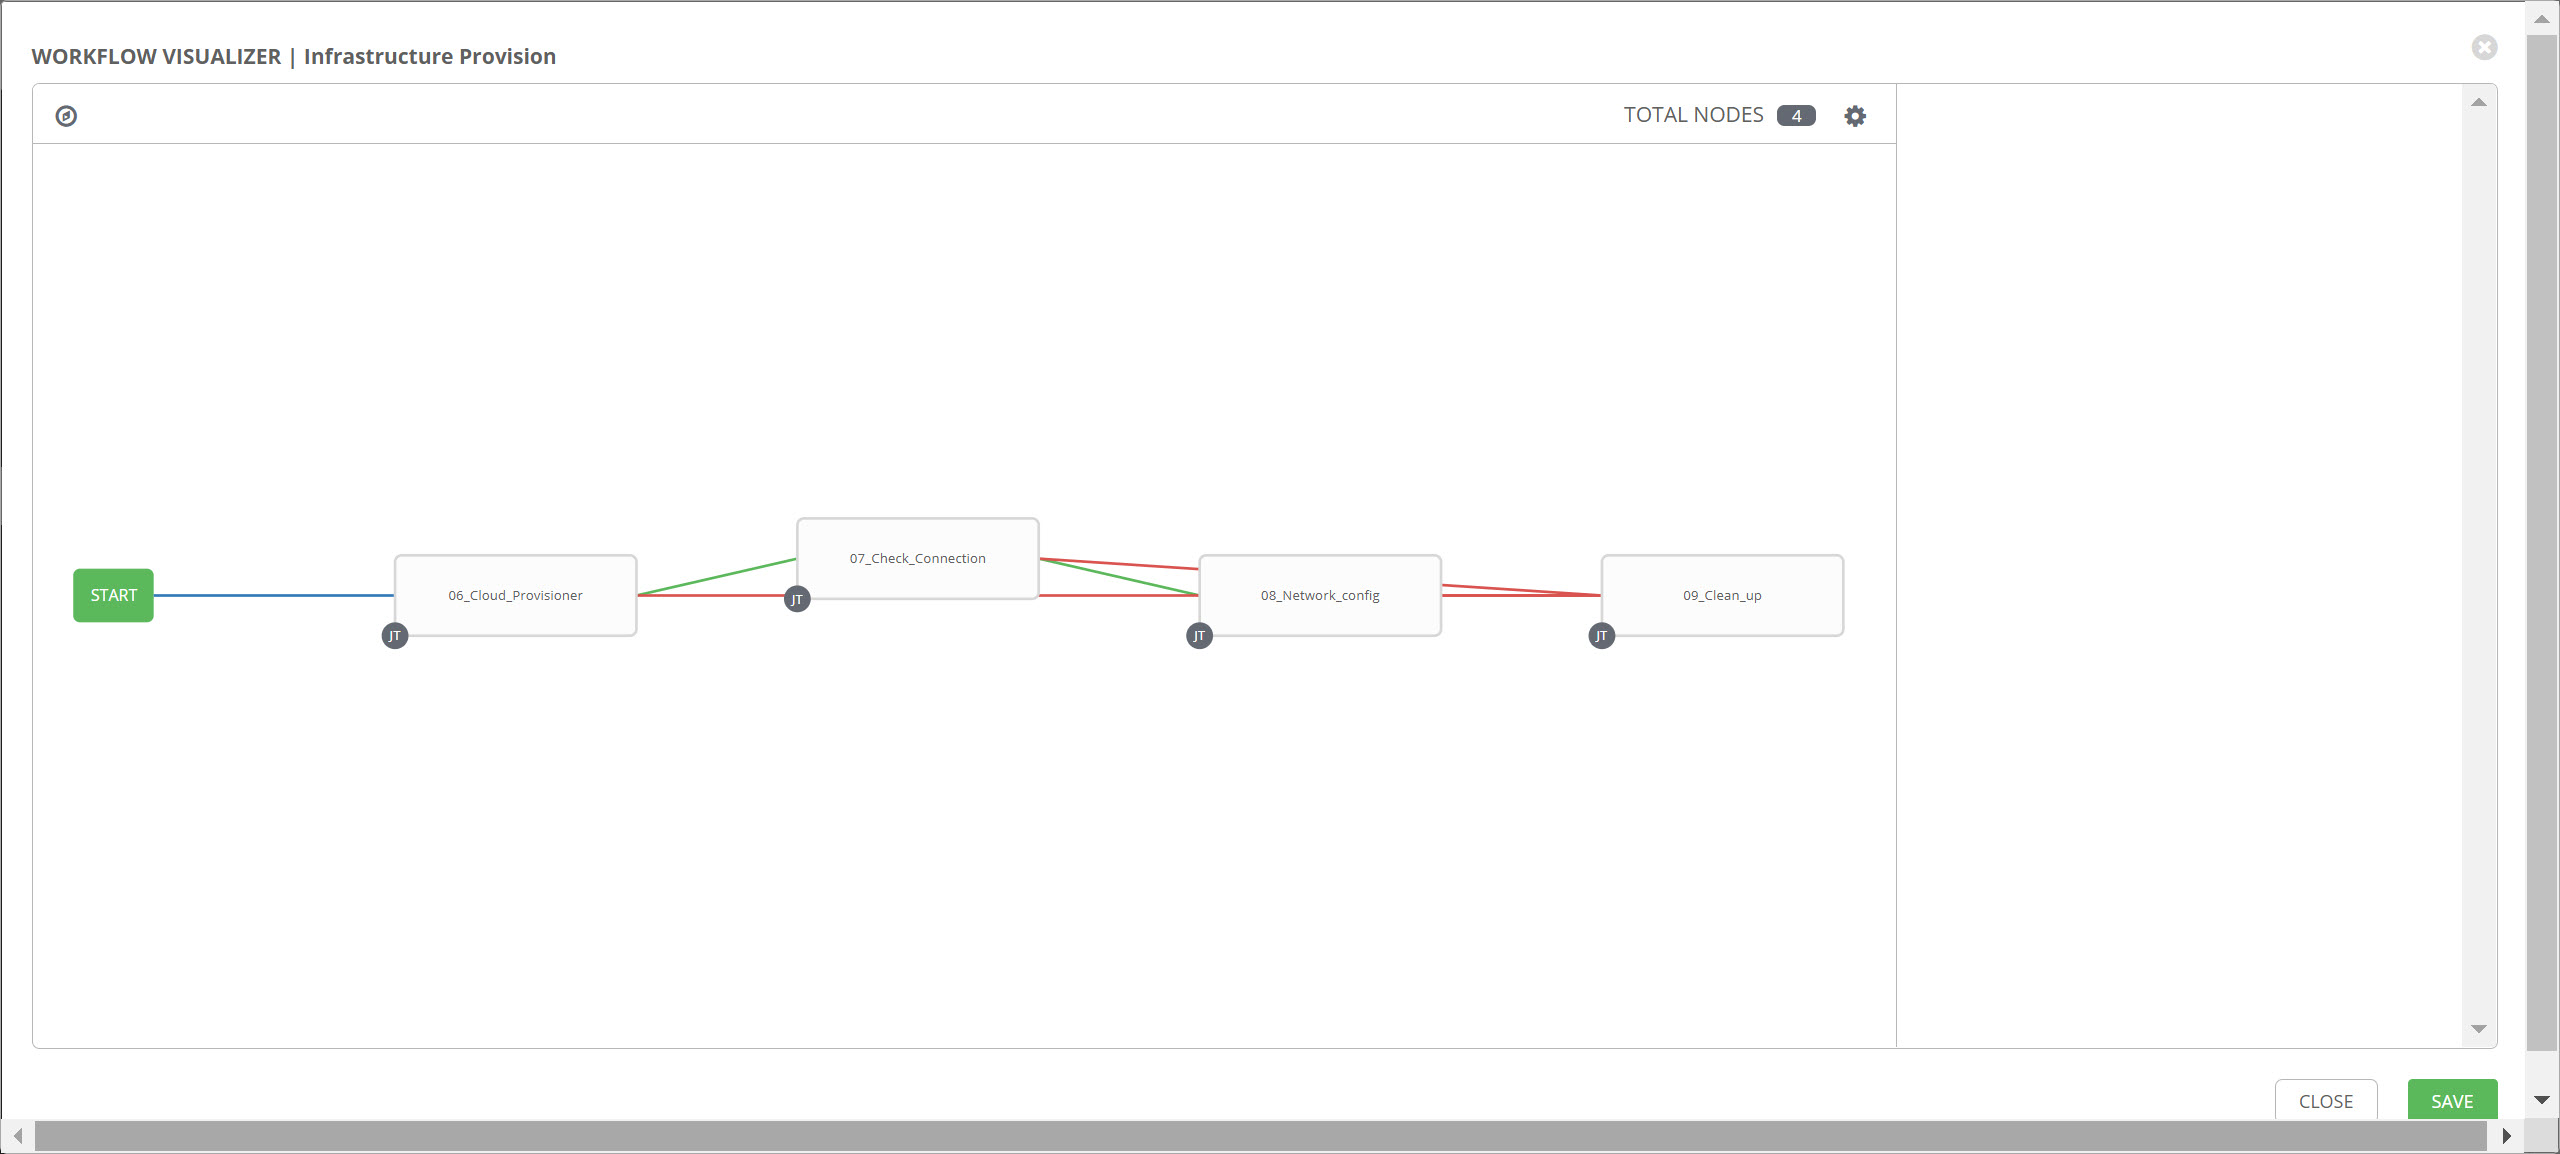 WORKFLOW VISUALIZER | Infrastructure Provision
TOTAL NODES 4
07_Check_Connection
START
06_Cloud_Provisioner
08_Network_config
09_Clean_up
JT
JT
JT
JT
CLOSE
SAVE